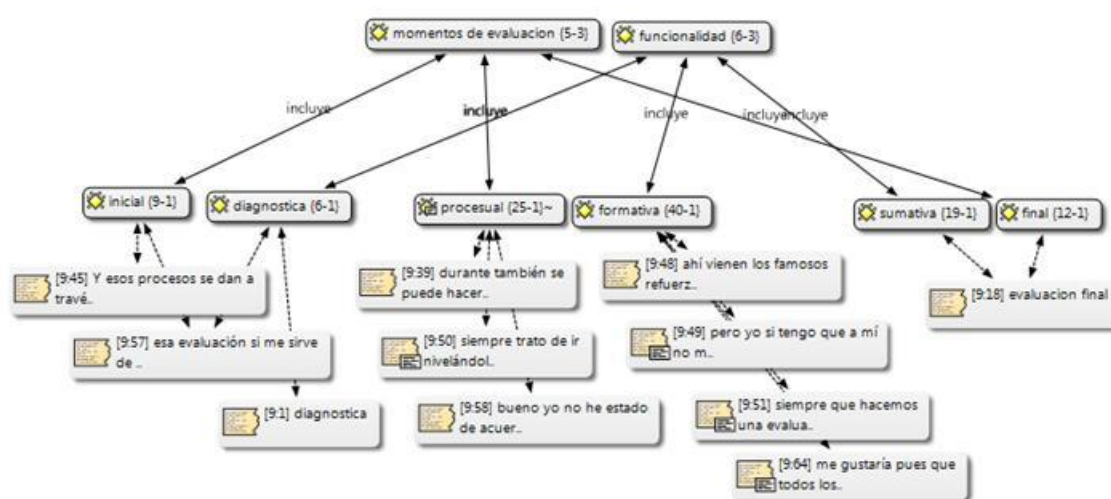 momentos de evaluacion {5-3}
funcionalidad {6-3}
incluye
incluye
incluye
incluye
incluye
inicial {9-1}
diagnostica {6-1}
procesual {25-1}~
formativa {40-1}
sumativa {19-1}
final {12-1}
[9:45] Y esos procesos se dan a
travé..
[9:39] durante también se
puede hacer..
[9:48] ahí vienen los famosos
refuerz..
[9:18] evaluacion final
[9:57] esa evaluación si me sirve
de ..
[9:50] siempre trato de ir
nivelándol..
[9:49] pero yo si tengo que a mí
no m..
[9:1] diagnostica
[9:58] bueno yo no he estado
de acuer..
[9:51] siempre que hacemos
una evalua..
[9:64] me gustaría pues que
todos los..